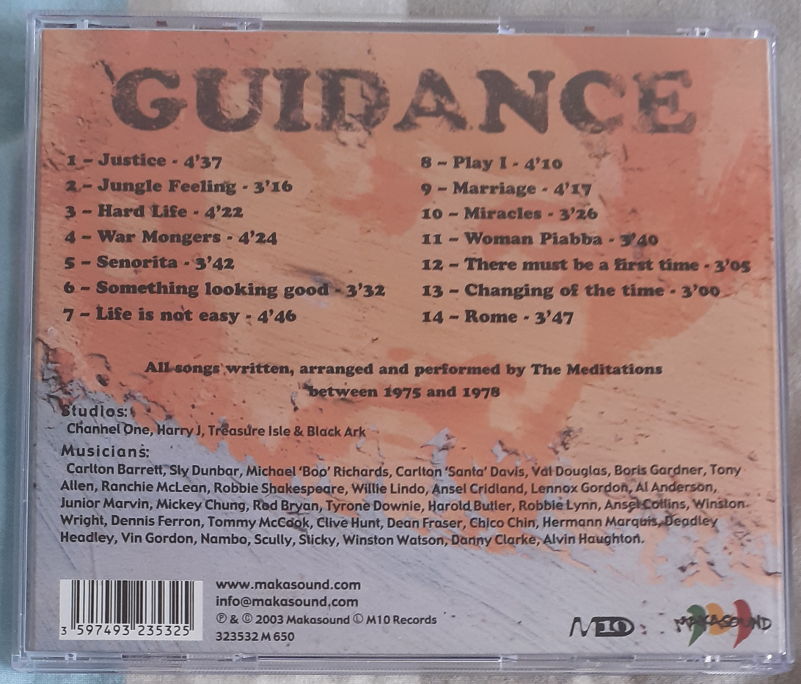 GUIDANCE
1 – Justice - 4'37
2 – Jungle Feeling - 3'16
3 – Hard Life - 4'22
4 – War Mongers - 4'24
5 – Senorita - 3'42
6 – Something looking good - 3'32
7 – Life is not easy - 4'46
8 – Play I - 4'10
9 – Marriage - 4'17
10 – Miracles - 3'26
11 – Woman Piabba - 3'40
12 – There must be a first time - 3'05
13 – Changing of the time - 3'00
14 – Rome - 3'47
All songs written, arranged and performed by The Meditations
between 1975 and 1978
Studios:
Channel One, Harry J, Treasure Isle & Black Ark
Musicians:
Carlton Barrett, Sly Dunbar, Michael 'Bop' Richards, Carlton 'Santa' Davis, Val Douglas, Boris Gardner, Tony
Allen, Ranchie McLean, Robbie Shakespeare, Willie Lindo, Ansel Cridland, Lennox Gordon, Al Anderson,
Junior Marvin, Mickey Chung, Rad Bryan, Tyrone Downie, Harold Butler, Robbie Lynn, Ansel Collins, Winston
Wright, Dennis Ferron, Tommy McCook, Clive Hunt, Dean Fraser, Chico Chin, Hermann Marquis, Deadley
Headley, Vin Gordon, Nambo, Scully, Sticky, Winston Watson, Danny Clarke, Alvin Haughton.
www.makasound.com
info@makasound.com
℗ & © 2003 Makasound © M10 Records
323532 M 650
3 597493 235325
M10
MAKASOUND